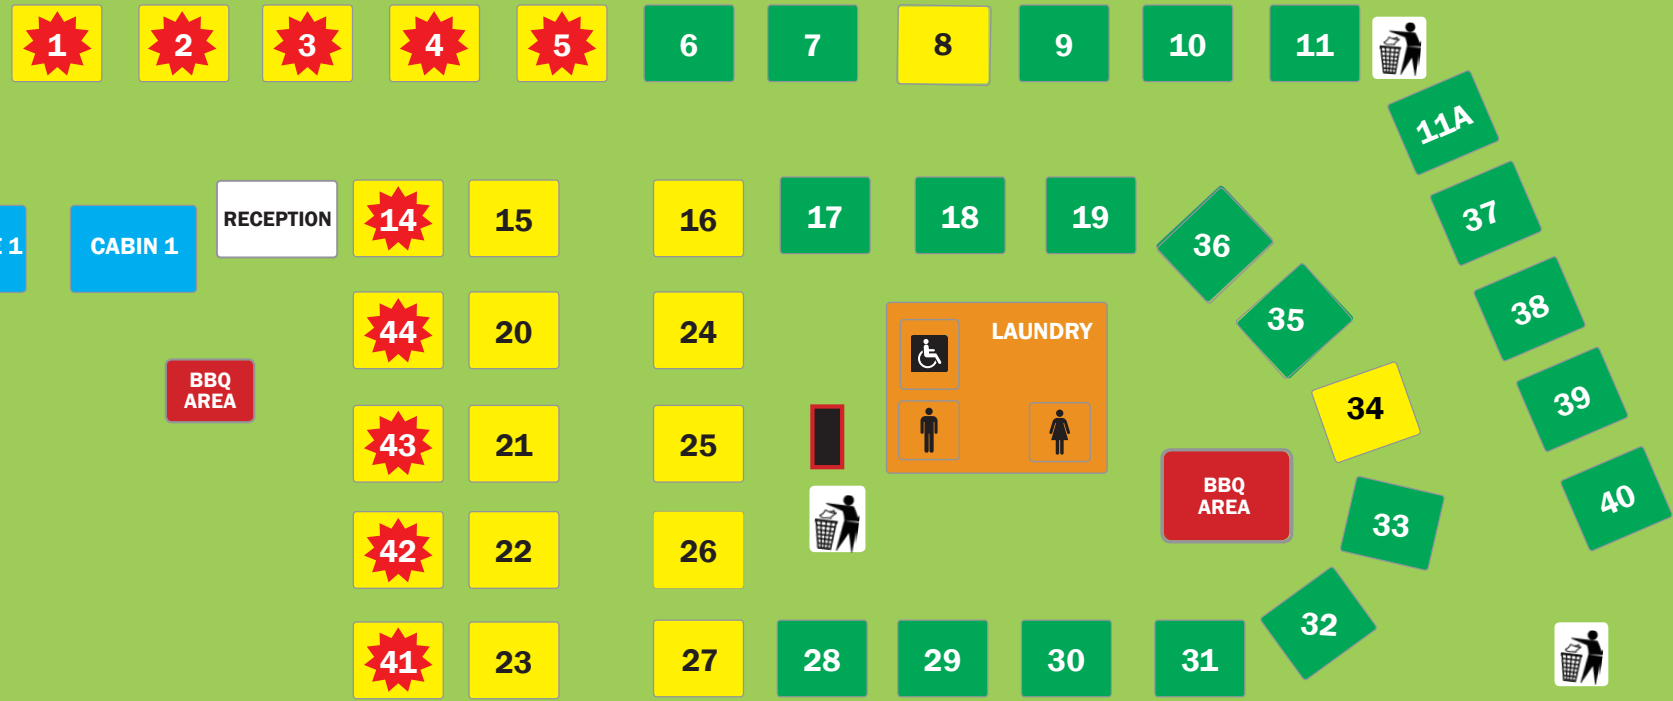 1 2 3 4 5 6 7 8 9 10 11
11A
RECEPTION 14 15 16 17 18 19 36 37
1 CABIN 1
35 38
44 20 24 LAUNDRY
BBQ
AREA
34 39
43 21 25
BBQ
AREA
33 40
42 22 26
32
41 23 27 28 29 30 31